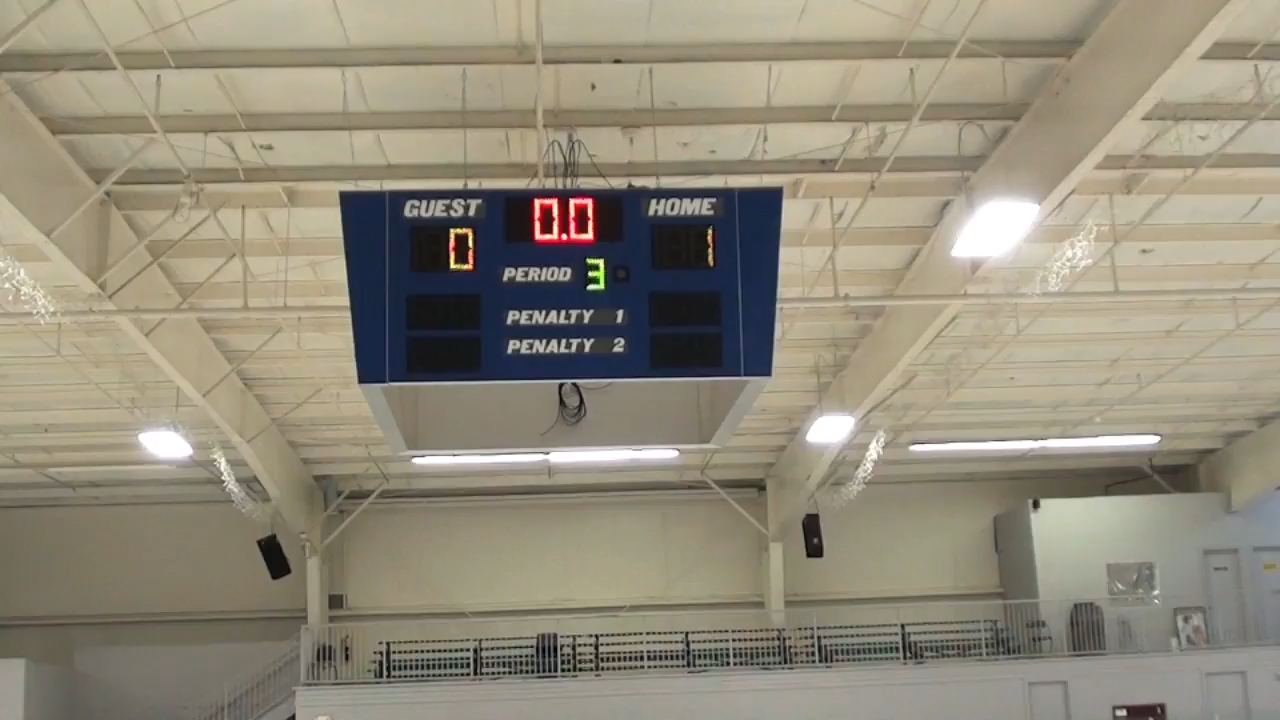 GUEST 0.0 HOME
0 1
PERIOD 3
PENALTY 1
PENALTY 2